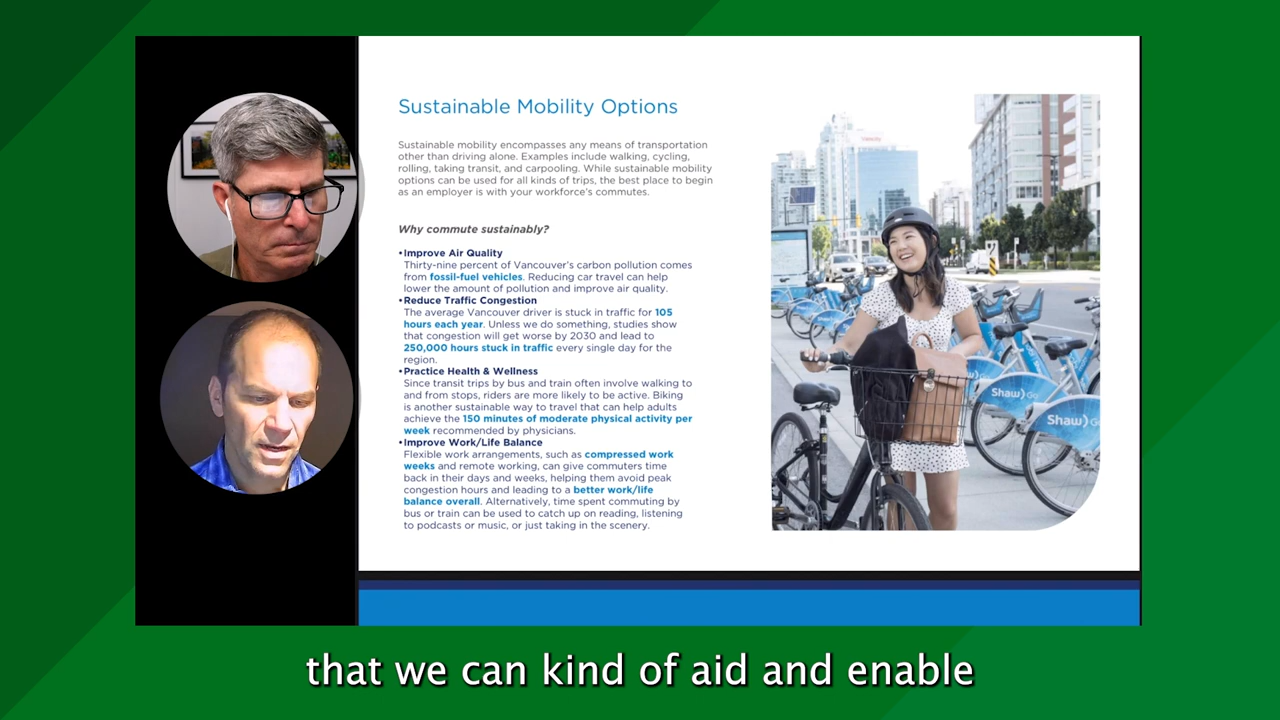 Sustainable Mobility Options
Sustainable mobility encompasses any means of transportation
other than driving alone. Examples include walking, cycling,
rolling, taking transit, and carpooling. While sustainable mobility
options can be used for all kinds of trips, the best place to begin
as an employer is with your workforce's commutes.
Why commute sustainably?
•Improve Air Quality
Thirty-nine percent of Vancouver's carbon pollution comes
from fossil-fuel vehicles. Reducing car travel can help
lower the amount of pollution and improve air quality.
•Reduce Traffic Congestion
The average Vancouver driver is stuck in traffic for 105
hours each year. Unless we do something, studies show
that congestion will get worse by 2030 and lead to
250,000 hours stuck in traffic every single day for the
region.
•Practice Health & Wellness
Since transit trips by bus and train often involve walking to
and from stops, riders are more likely to be active. Biking
is another sustainable way to travel that can help adults
achieve the 150 minutes of moderate physical activity per
week recommended by physicians.
•Improve Work/Life Balance
Flexible work arrangements, such as compressed work
weeks and remote working, can give commuters time
back in their days and weeks, helping them avoid peak
congestion hours and leading to a better work/life
balance overall. Alternatively, time spent commuting by
bus or train can be used to catch up on reading, listening
to podcasts or music, or just taking in the scenery.
Shaw) Go
Shaw) Go
that we can kind of aid and enable